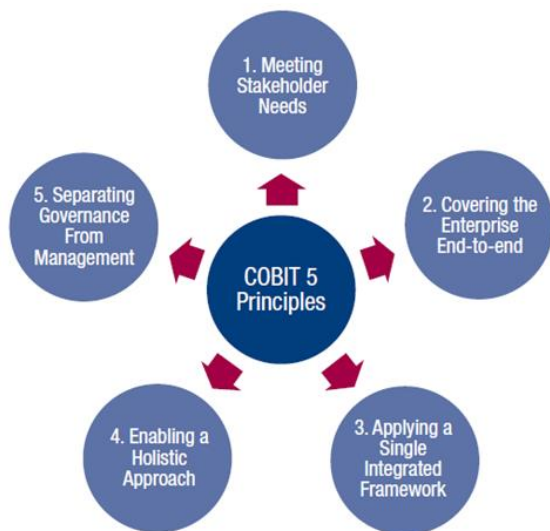 1. Meeting
Stakeholder
Needs
5. Separating
Governance
From
Management
2. Covering the
Enterprise
End-to-end
COBIT 5
Principles
4. Enabling a
Holistic
Approach
3. Applying a
Single
Integrated
Framework